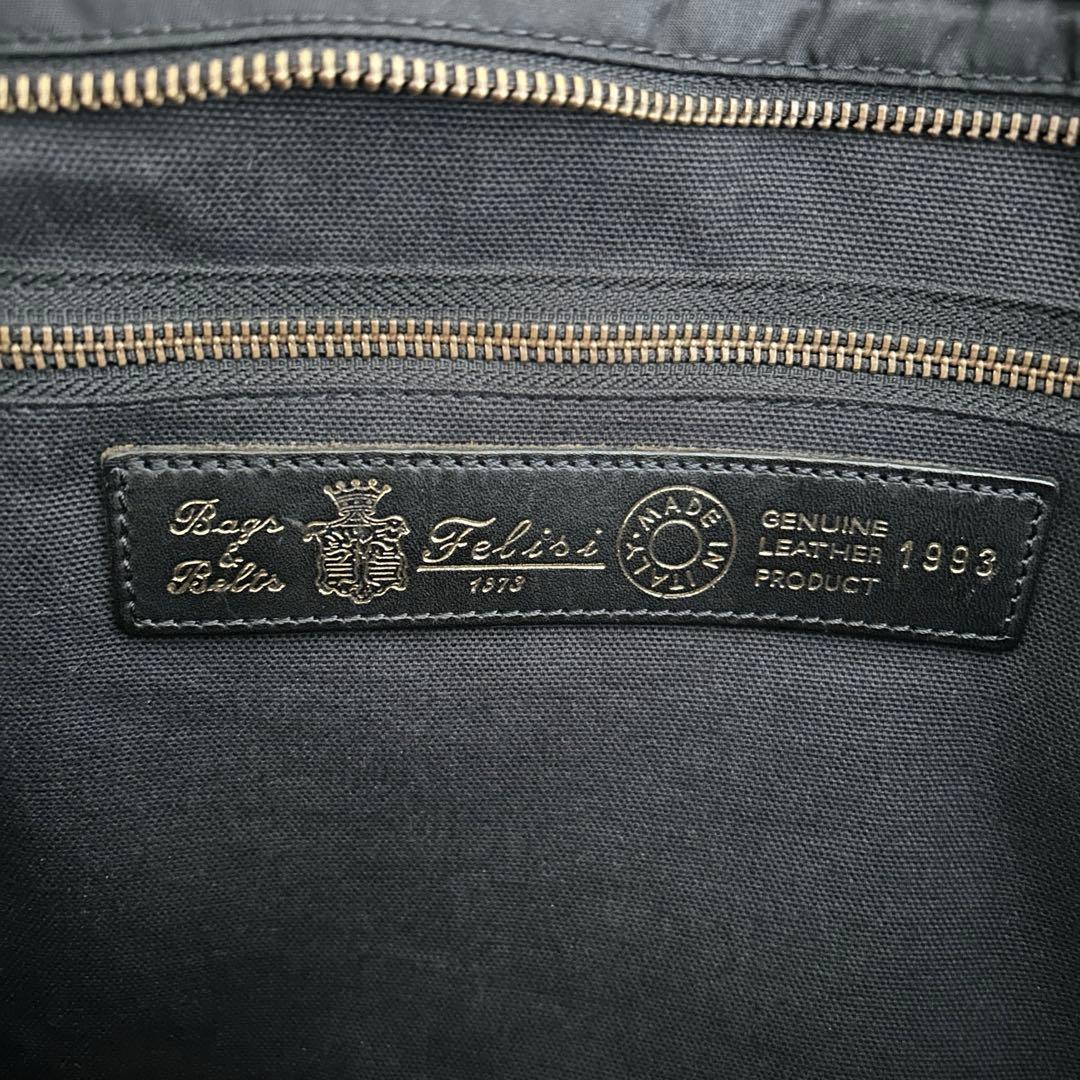 Bags
&
Belts
Felisi
1973
MADE IN ITALY
GENUINE
LEATHER
PRODUCT
1993